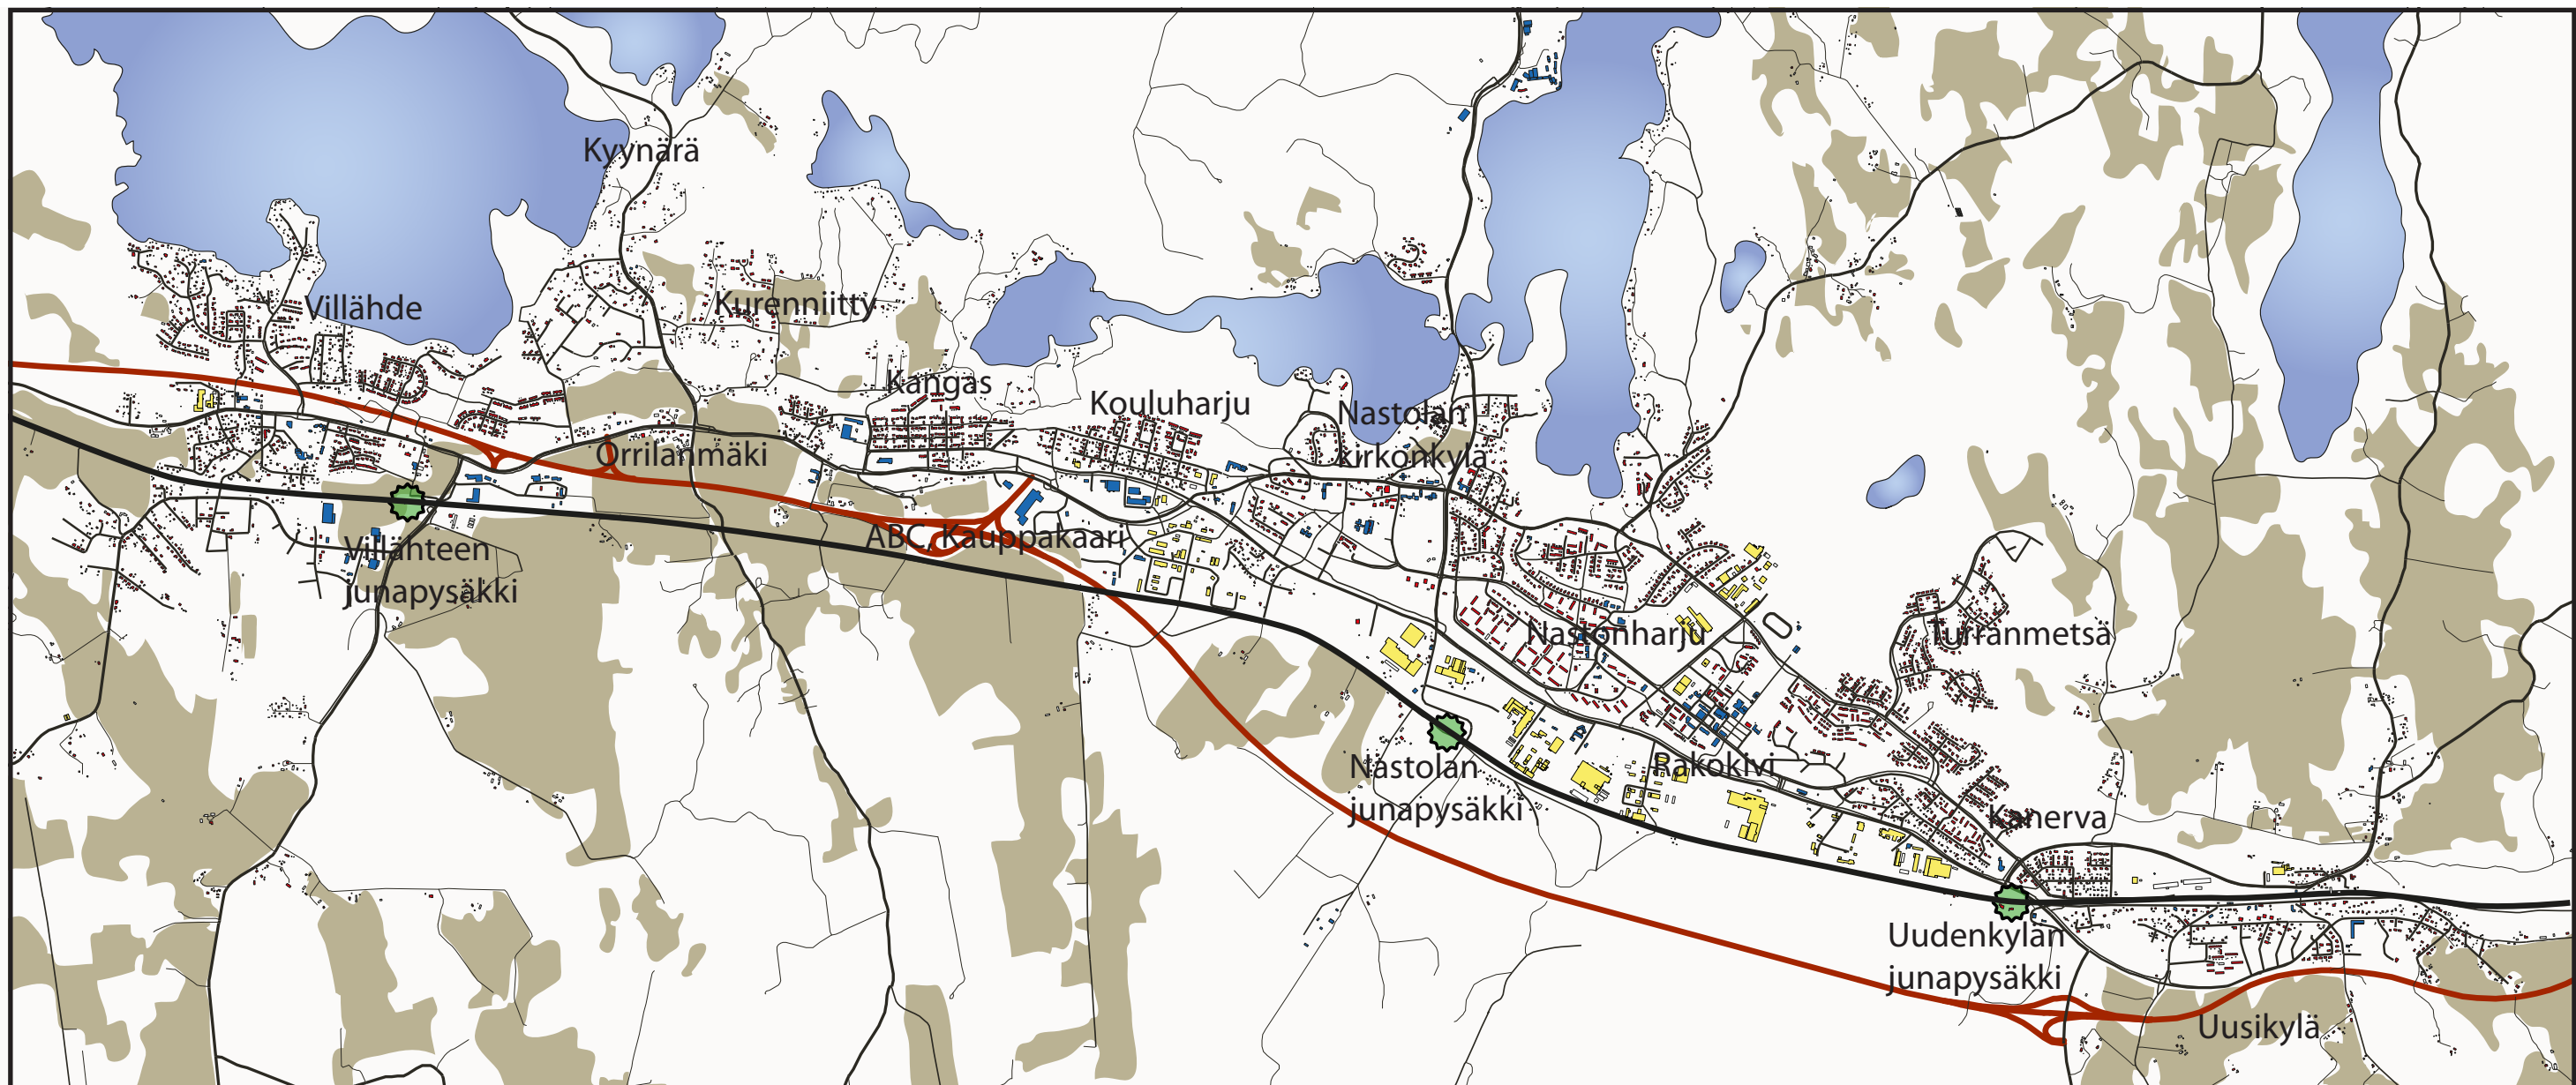 Kyynärä
Villähde
Kurenniitty
Kangas
Kouluharju
Nastolan
kirkonkylä
Orrilanmäki
ABC, Kauppakaari
Villähteen
junapysäkki
Nastonharju
Turranmetsä
Nastolan
junapysäkki
Rakokivi
Kanerva
Uudenkylän
junapysäkki
Uusikylä